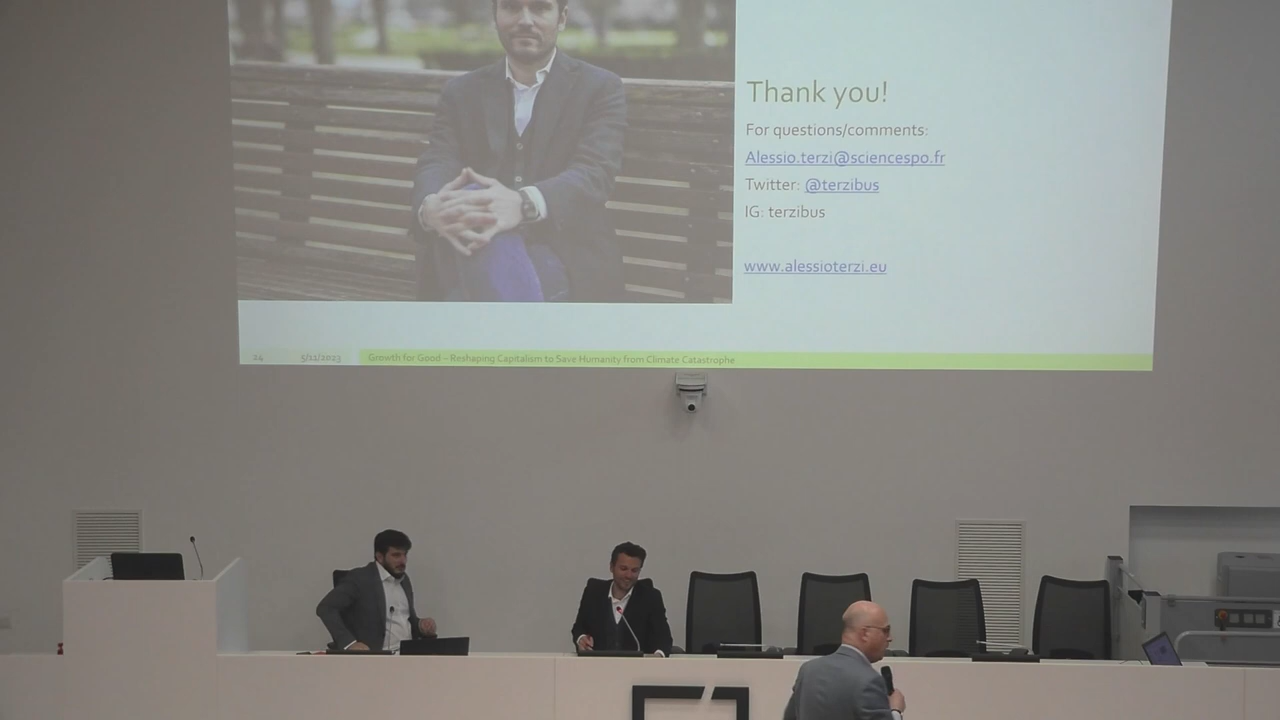 Thank you!
For questions/comments:
Alessio.terzi@sciencespo.fr
Twitter: @terzibus
IG: terzibus
www.alessioterzi.eu
24 5/11/2023 Growth for Good – Reshaping Capitalism to Save Humanity from Climate Catastrophe